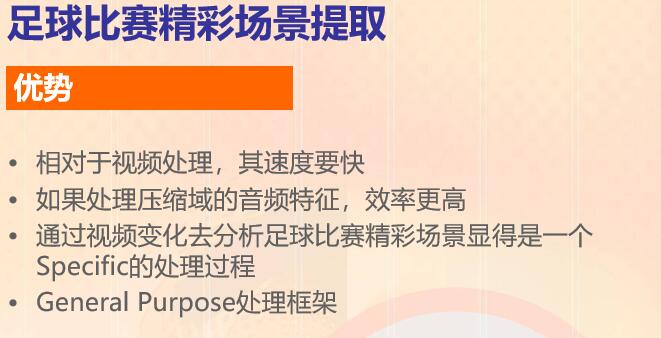 足球比赛精彩场景提取
优势
• 相对于视频处理，其速度要快
• 如果处理压缩域的音频特征，效率更高
• 通过视频变化去分析足球比赛精彩场景显得是一个
Specific的处理过程
• General Purpose处理框架